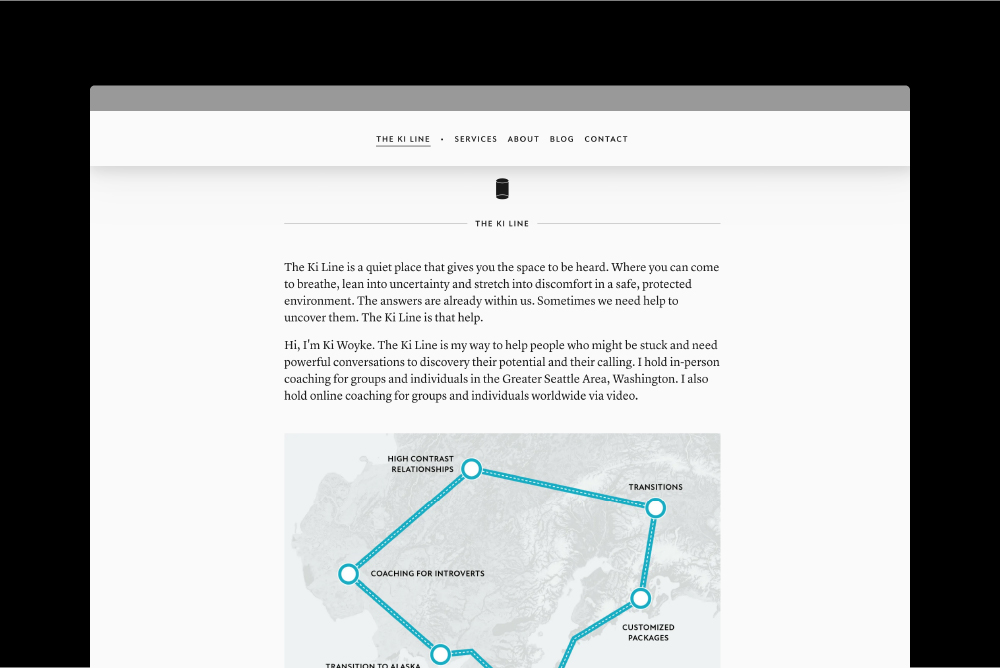 THE KI LINE • SERVICES ABOUT BLOG CONTACT
THE KI LINE
The Ki Line is a quiet place that gives you the space to be heard. Where you can come
to breathe, lean into uncertainty and stretch into discomfort in a safe, protected
environment. The answers are already within us. Sometimes we need help to
uncover them. The Ki Line is that help.
Hi, I'm Ki Woyke. The Ki Line is my way to help people who might be stuck and need
powerful conversations to discovery their potential and their calling. I hold in-person
coaching for groups and individuals in the Greater Seattle Area, Washington. I also
hold online coaching for groups and individuals worldwide via video.
HIGH CONTRAST
RELATIONSHIPS
TRANSITIONS
COACHING FOR INTROVERTS
CUSTOMIZED
PACKAGES
TRANSITION TO ALASKA